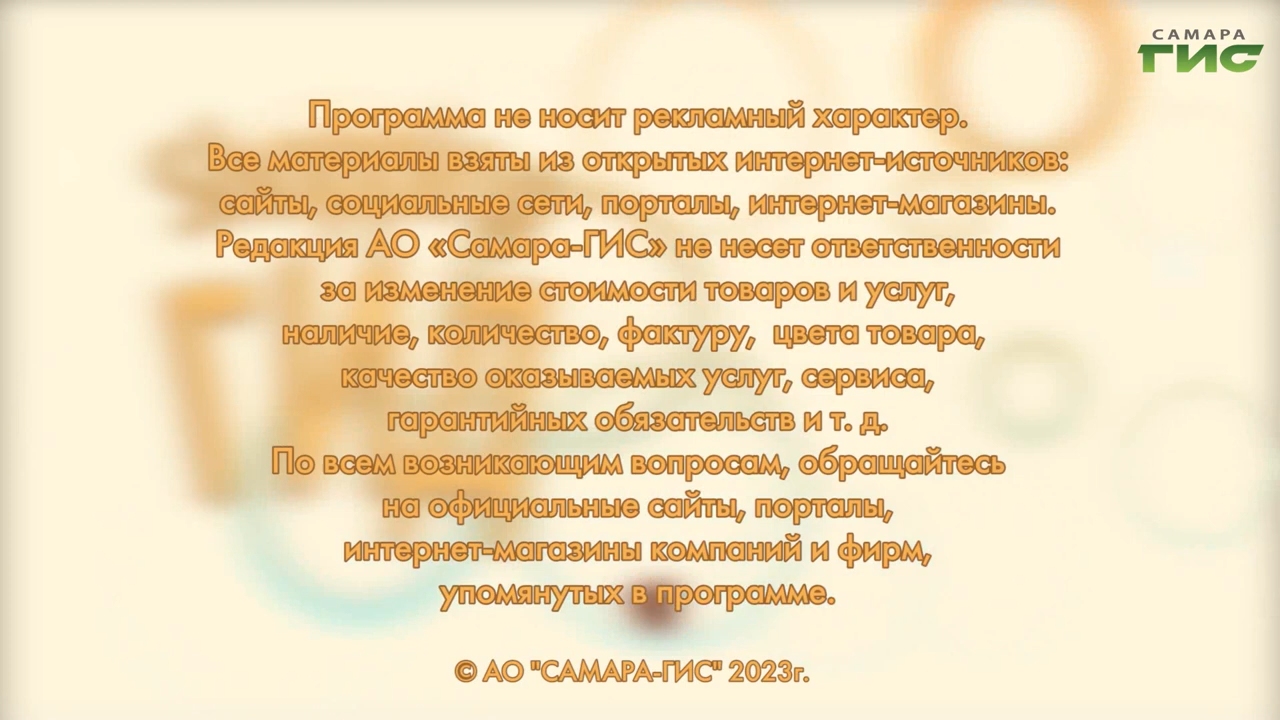 САМАРА
ГИС
Программа не носит рекламный характер.
Все материалы взяты из открытых интернет-источников:
сайты, социальные сети, порталы, интернет-магазины.
Редакция АО «Самара-ГИС» не несет ответственности
за изменение стоимости товаров и услуг,
наличие, количество, фактуру, цвета товара,
качество оказываемых услуг, сервиса,
гарантийных обязательств и т. д.
По всем возникающим вопросам, обращайтесь
на официальные сайты, порталы,
интернет-магазины компаний и фирм,
упомянутых в программе.
© АО "САМАРА-ГИС" 2023г.